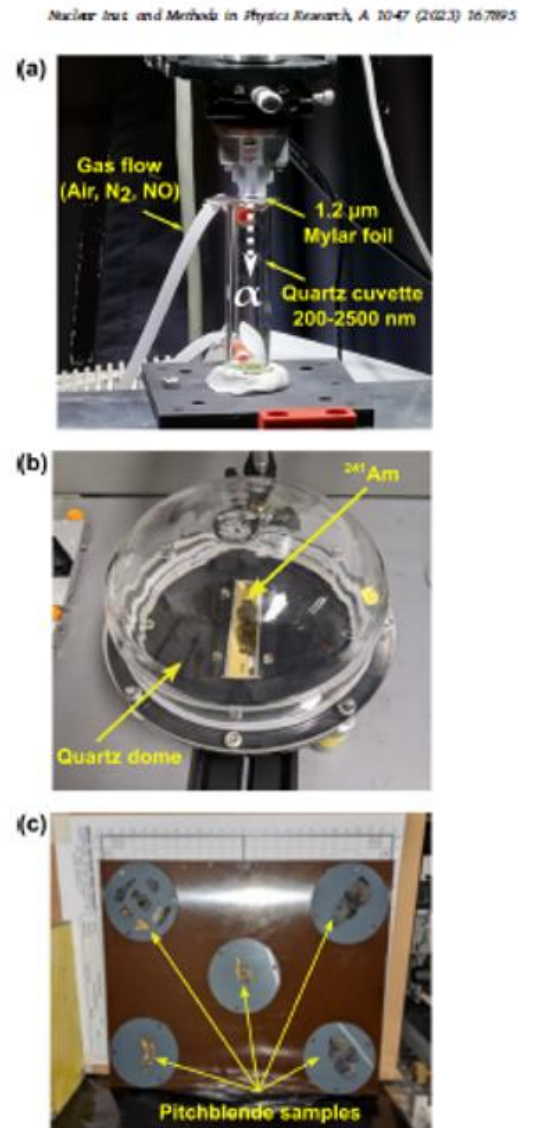 Nuclear Inst. and Methods in Physics Research, A 1047 (2023) 167895
(a)
Gas flow
(Air, N₂, NO)
1.2 μm
Mylar foil
Quartz cuvette
200-2500 nm
α
(b)
²⁴¹Am
Quartz dome
(c)
Pitchblende samples